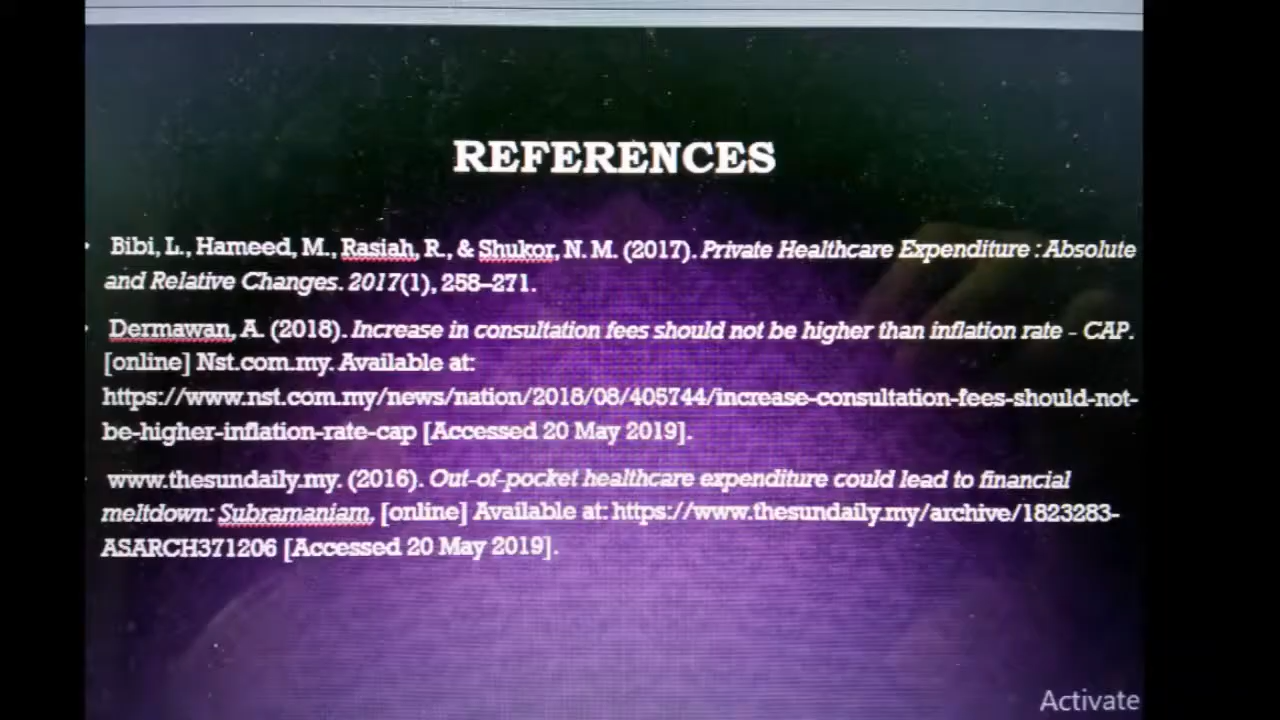 REFERENCES
Bibi, L., Hameed, M., Rasiah, R., & Shukor, N. M. (2017). Private Healthcare Expenditure : Absolute
and Relative Changes. 2017(1), 258–271.
Dermawan, A. (2018). Increase in consultation fees should not be higher than inflation rate - CAP.
[online] Nst.com.my. Available at:
https://www.nst.com.my/news/nation/2018/08/405744/increase-consultation-fees-should-not-
be-higher-inflation-rate-cap [Accessed 20 May 2019].
www.thesundaily.my. (2016). Out-of-pocket healthcare expenditure could lead to financial
meltdown: Subramaniam. [online] Available at: https://www.thesundaily.my/archive/1823283-
ASARCH371206 [Accessed 20 May 2019].
Activate